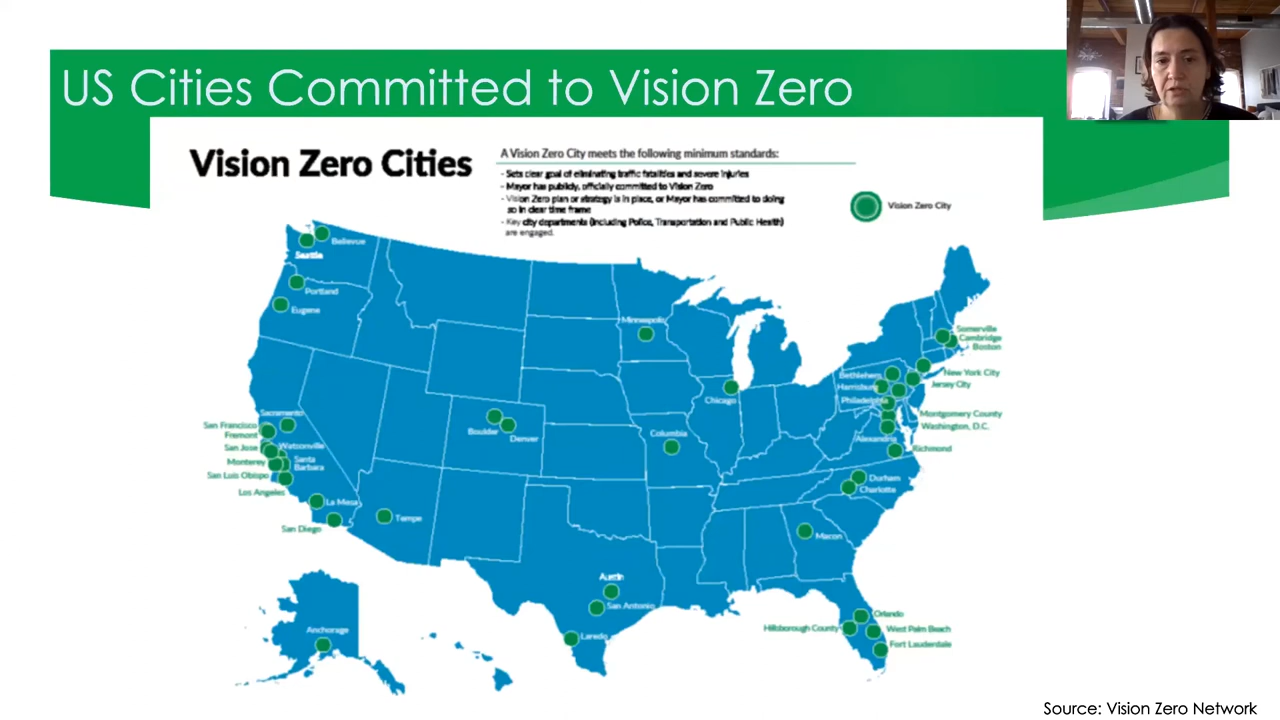 US Cities Committed to Vision Zero
Vision Zero Cities
A Vision Zero City meets the following minimum standards:
- Sets clear goal of eliminating traffic fatalities and severe injuries
- Mayor has publicly, officially committed to Vision Zero
- Vision Zero plan or strategy is in place, or Mayor has committed to doing
so in clear time frame
- Key city departments (including Police, Transportation and Public Health)
are engaged.
Vision Zero City
Bellevue
Seattle
Portland
Eugene
Minneapolis
Somerville
Cambridge
Boston
Bethlehem
New York City
Harrisburg
Jersey City
Chicago
Philadelphia
Sacramento
Montgomery County
San Francisco
Washington, D.C.
Boulder
Denver
Columbia
Fremont
Alexandria
San Jose
Watsonville
Richmond
Monterey
Santa
Barbara
San Luis Obispo
Durham
Charlotte
Los Angeles
La Mesa
Tempe
San Diego
Macon
Austin
San Antonio
Orlando
Hillsborough County
West Palm Beach
Laredo
Fort Lauderdale
Anchorage
Source: Vision Zero Network